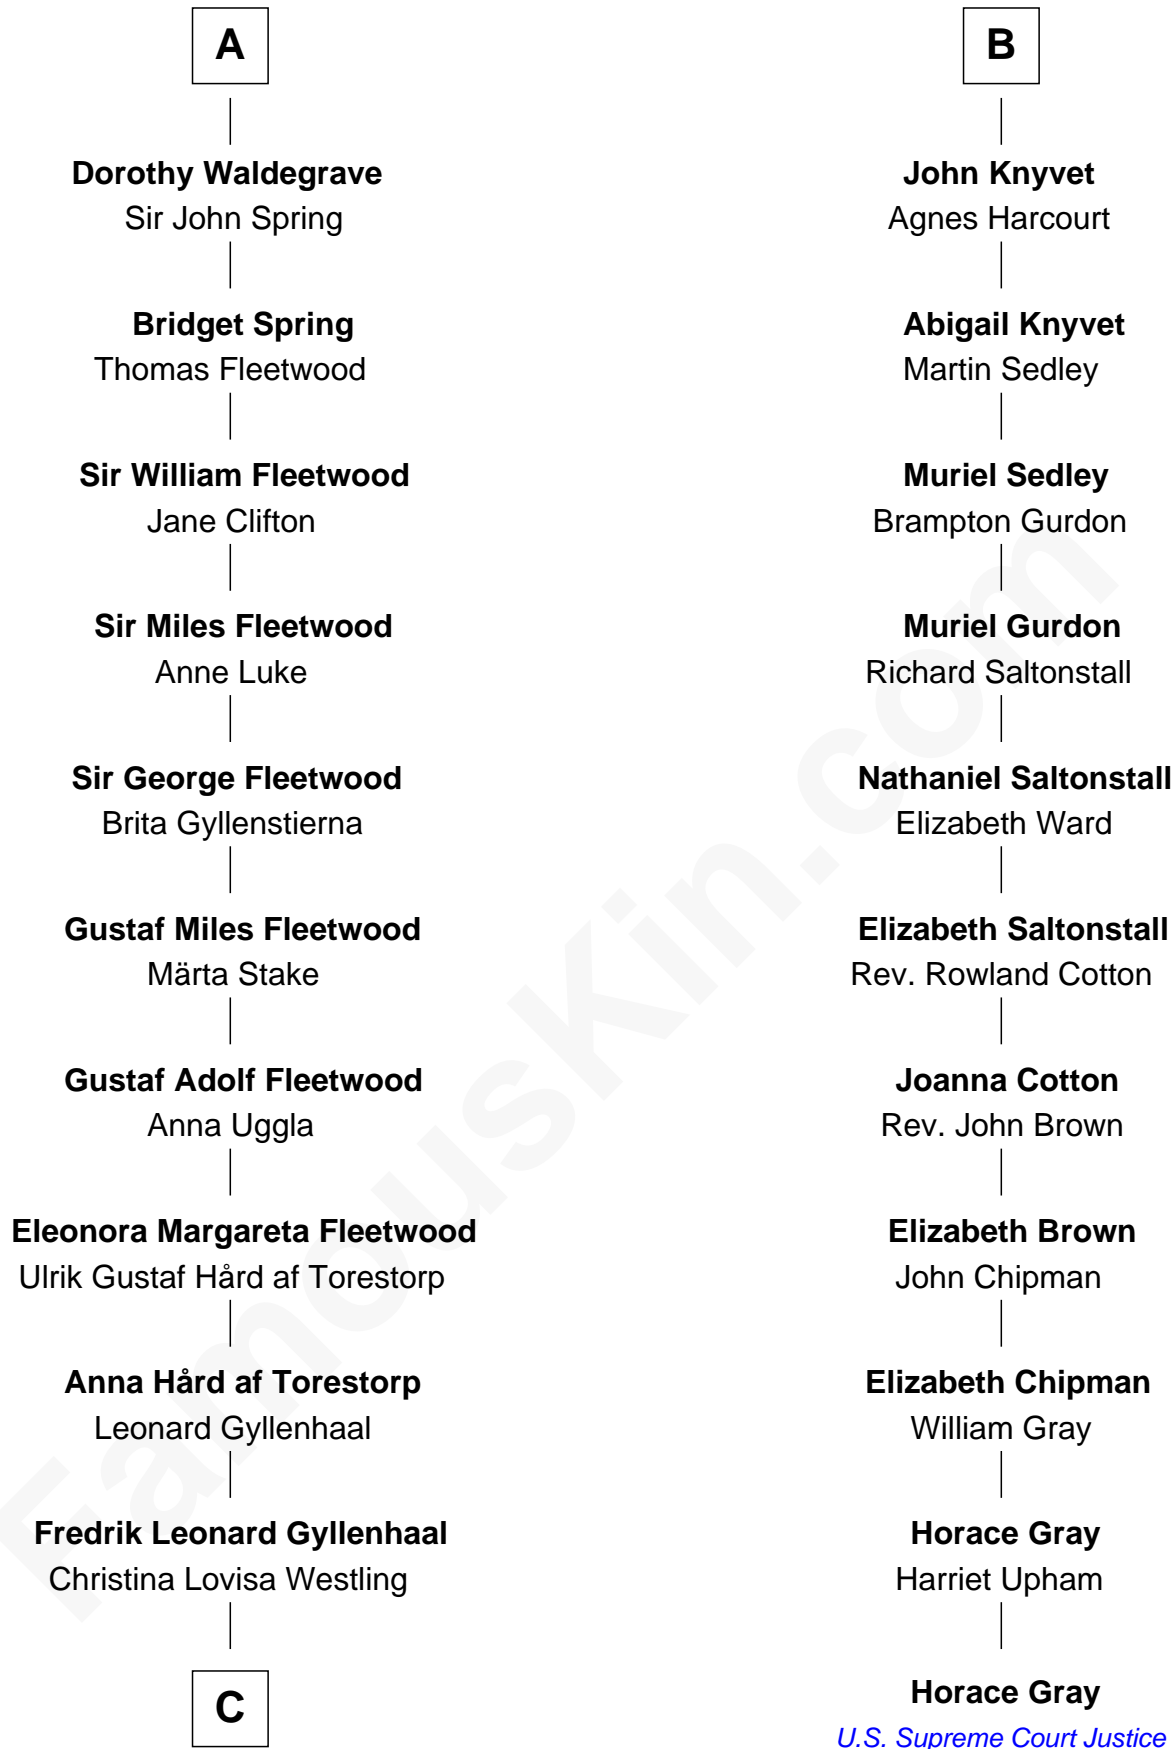 A
Dorothy Waldegrave
Sir John Spring
Bridget Spring
Thomas Fleetwood
Sir William Fleetwood
Jane Clifton
Sir Miles Fleetwood
Anne Luke
Sir George Fleetwood
Brita Gyllenstierna
Gustaf Miles Fleetwood
Märta Stake
Gustaf Adolf Fleetwood
Anna Uggla
Eleonora Margareta Fleetwood
Ulrik Gustaf Hård af Torestorp
Anna Hård af Torestorp
Leonard Gyllenhaal
Fredrik Leonard Gyllenhaal
Christina Lovisa Westling
C
B
John Knyvet
Agnes Harcourt
Abigail Knyvet
Martin Sedley
Muriel Sedley
Brampton Gurdon
Muriel Gurdon
Richard Saltonstall
Nathaniel Saltonstall
Elizabeth Ward
Elizabeth Saltonstall
Rev. Rowland Cotton
Joanna Cotton
Rev. John Brown
Elizabeth Brown
John Chipman
Elizabeth Chipman
William Gray
Horace Gray
Harriet Upham
Horace Gray
U.S. Supreme Court Justice
FamousKin.com